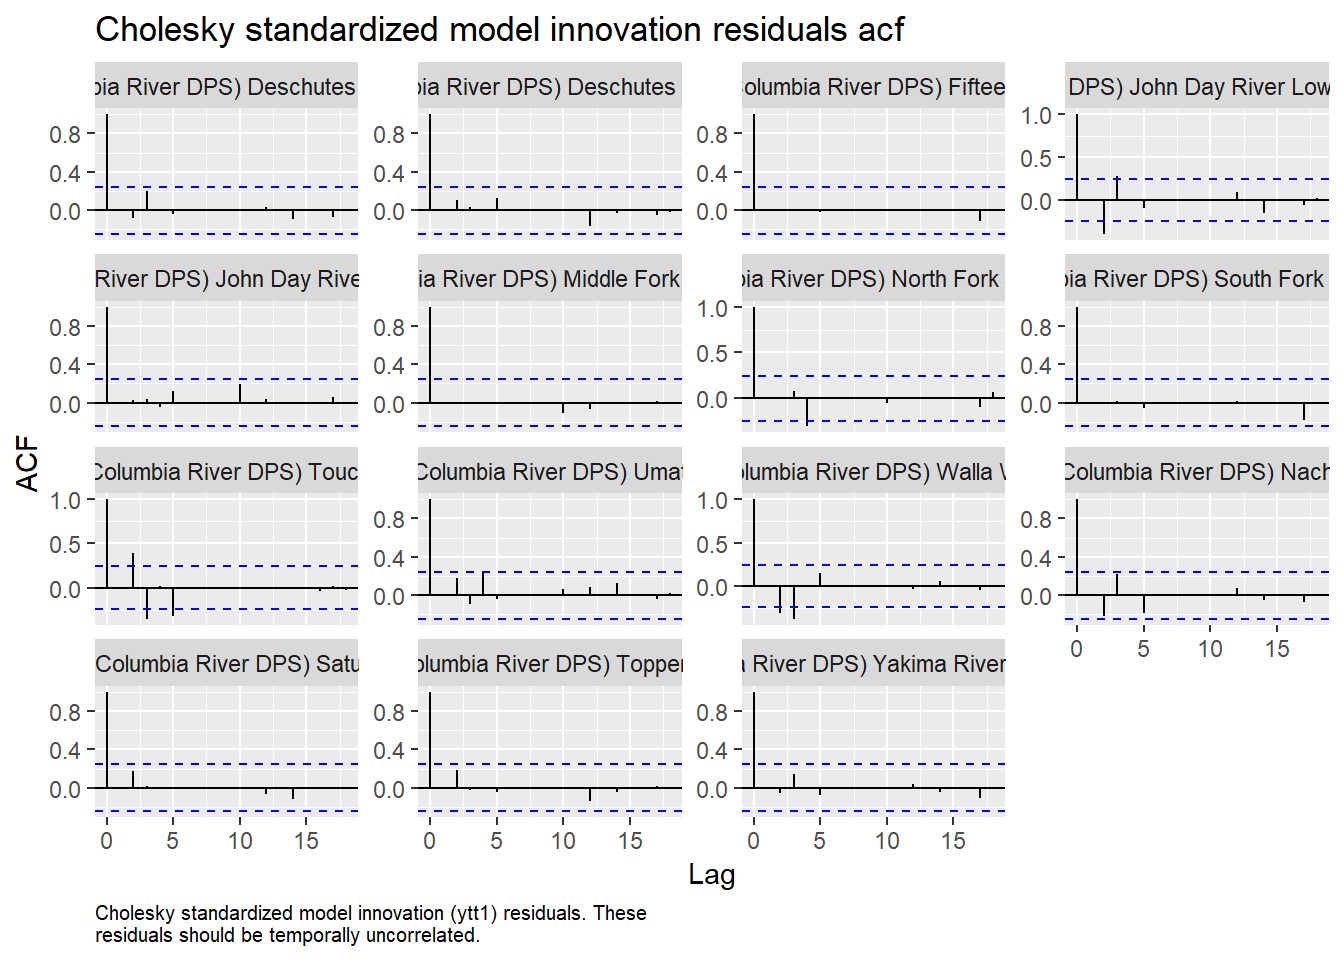 Cholesky standardized model innovation residuals acf
bia River DPS) Deschutes
bia River DPS) Deschutes
Columbia River DPS) Fiftee
DPS) John Day River Low
0.8
0.4
0.0
0.8
0.4
0.0
0.8
0.4
0.0
1.0
0.5
0.0
River DPS) John Day Rive
ia River DPS) Middle Fork
bia River DPS) North Fork
bia River DPS) South Fork
0.8
0.4
0.0
0.8
0.4
0.0
1.0
0.5
0.0
0.8
0.4
0.0
ACF
Columbia River DPS) Touc
Columbia River DPS) Umat
olumbia River DPS) Walla W
Columbia River DPS) Nach
1.0
0.5
0.0
0.8
0.4
0.0
1.0
0.5
0.0
0.8
0.4
0.0
0 5 10 15
Columbia River DPS) Satu
olumbia River DPS) Toppen
a River DPS) Yakima River
0.8
0.4
0.0
0.8
0.4
0.0
0.8
0.4
0.0
0 5 10 15
0 5 10 15
0 5 10 15
Lag
Cholesky standardized model innovation (ytt1) residuals. These
residuals should be temporally uncorrelated.